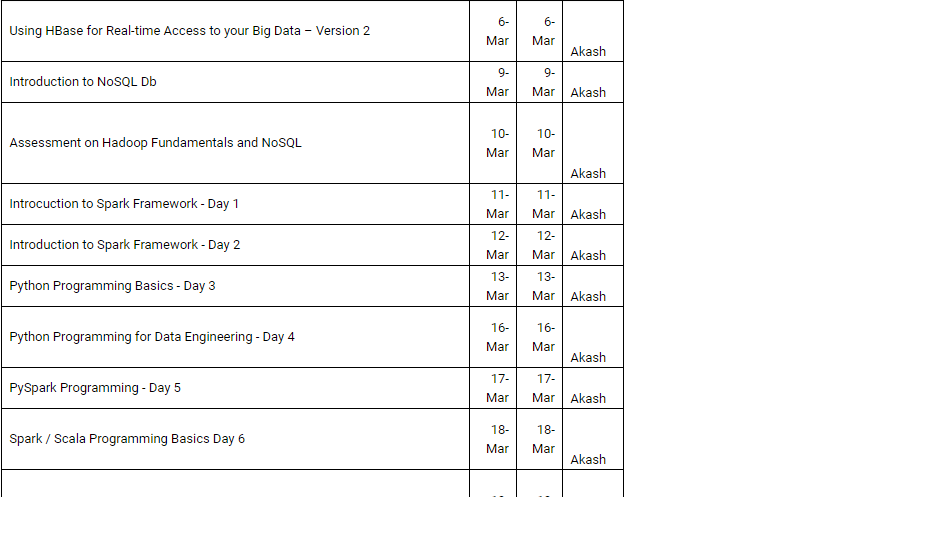 Using HBase for Real-time Access to your Big Data – Version 2 6-Mar 6-Mar Akash
Introduction to NoSQL Db 9-Mar 9-Mar Akash
Assessment on Hadoop Fundamentals and NoSQL 10-Mar 10-Mar Akash
Introcuction to Spark Framework - Day 1 11-Mar 11-Mar Akash
Introduction to Spark Framework - Day 2 12-Mar 12-Mar Akash
Python Programming Basics - Day 3 13-Mar 13-Mar Akash
Python Programming for Data Engineering - Day 4 16-Mar 16-Mar Akash
PySpark Programming - Day 5 17-Mar 17-Mar Akash
Spark / Scala Programming Basics Day 6 18-Mar 18-Mar Akash